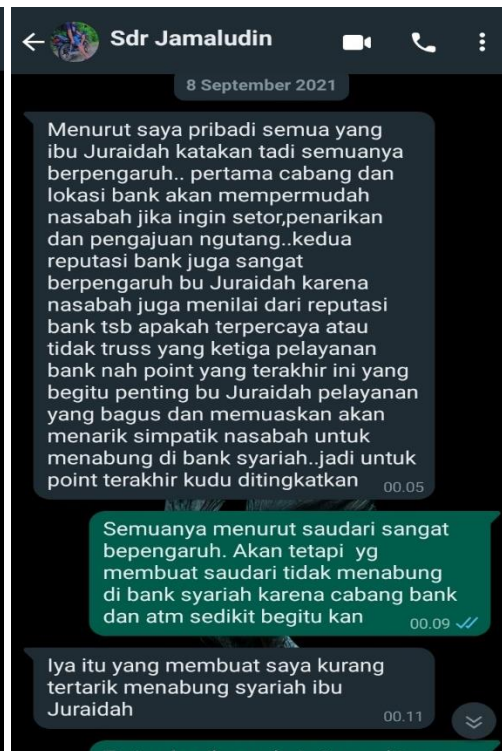 Sdr Jamaludin
8 September 2021
Menurut saya pribadi semua yang
ibu Juraidah katakan tadi semuanya
berpengaruh.. pertama cabang dan
lokasi bank akan mempermudah
nasabah jika ingin setor,penarikan
dan pengajuan ngutang..kedua
reputasi bank juga sangat
berpengaruh bu Juraidah karena
nasabah juga menilai dari reputasi
bank tsb apakah terpercaya atau
tidak truss yang ketiga pelayanan
bank nah point yang terakhir ini yang
begitu penting bu Juraidah pelayanan
yang bagus dan memuaskan akan
menarik simpatik nasabah untuk
menabung di bank syariah..jadi untuk
point terakhir kudu ditingkatkan 00.05
Semuanya menurut saudari sangat
bepengaruh. Akan tetapi yg
membuat saudari tidak menabung
di bank syariah karena cabang bank
dan atm sedikit begitu kan 00.09
Iya itu yang membuat saya kurang
tertarik menabung syariah ibu
Juraidah 00.11